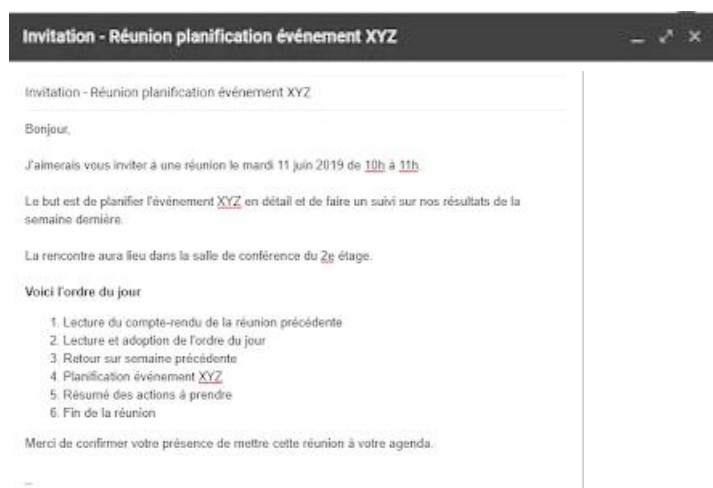 Invitation - Réunion planification événement XYZ
Invitation - Réunion planification événement XYZ
Bonjour,
J'aimerais vous inviter à une réunion le mardi 11 juin 2019 de 10h à 11h.
Le but est de planifier l'événement XYZ en détail et de faire un suivi sur nos résultats de la
semaine dernière.
La rencontre aura lieu dans la salle de conférence du 2e étage.
Voici l'ordre du jour
1. Lecture du compte-rendu de la réunion précédente
2. Lecture et adoption de l'ordre du jour
3. Retour sur semaine précédente
4. Planification événement XYZ
5. Résumé des actions à prendre
6. Fin de la réunion
Merci de confirmer votre présence de mettre cette réunion à votre agenda.
--